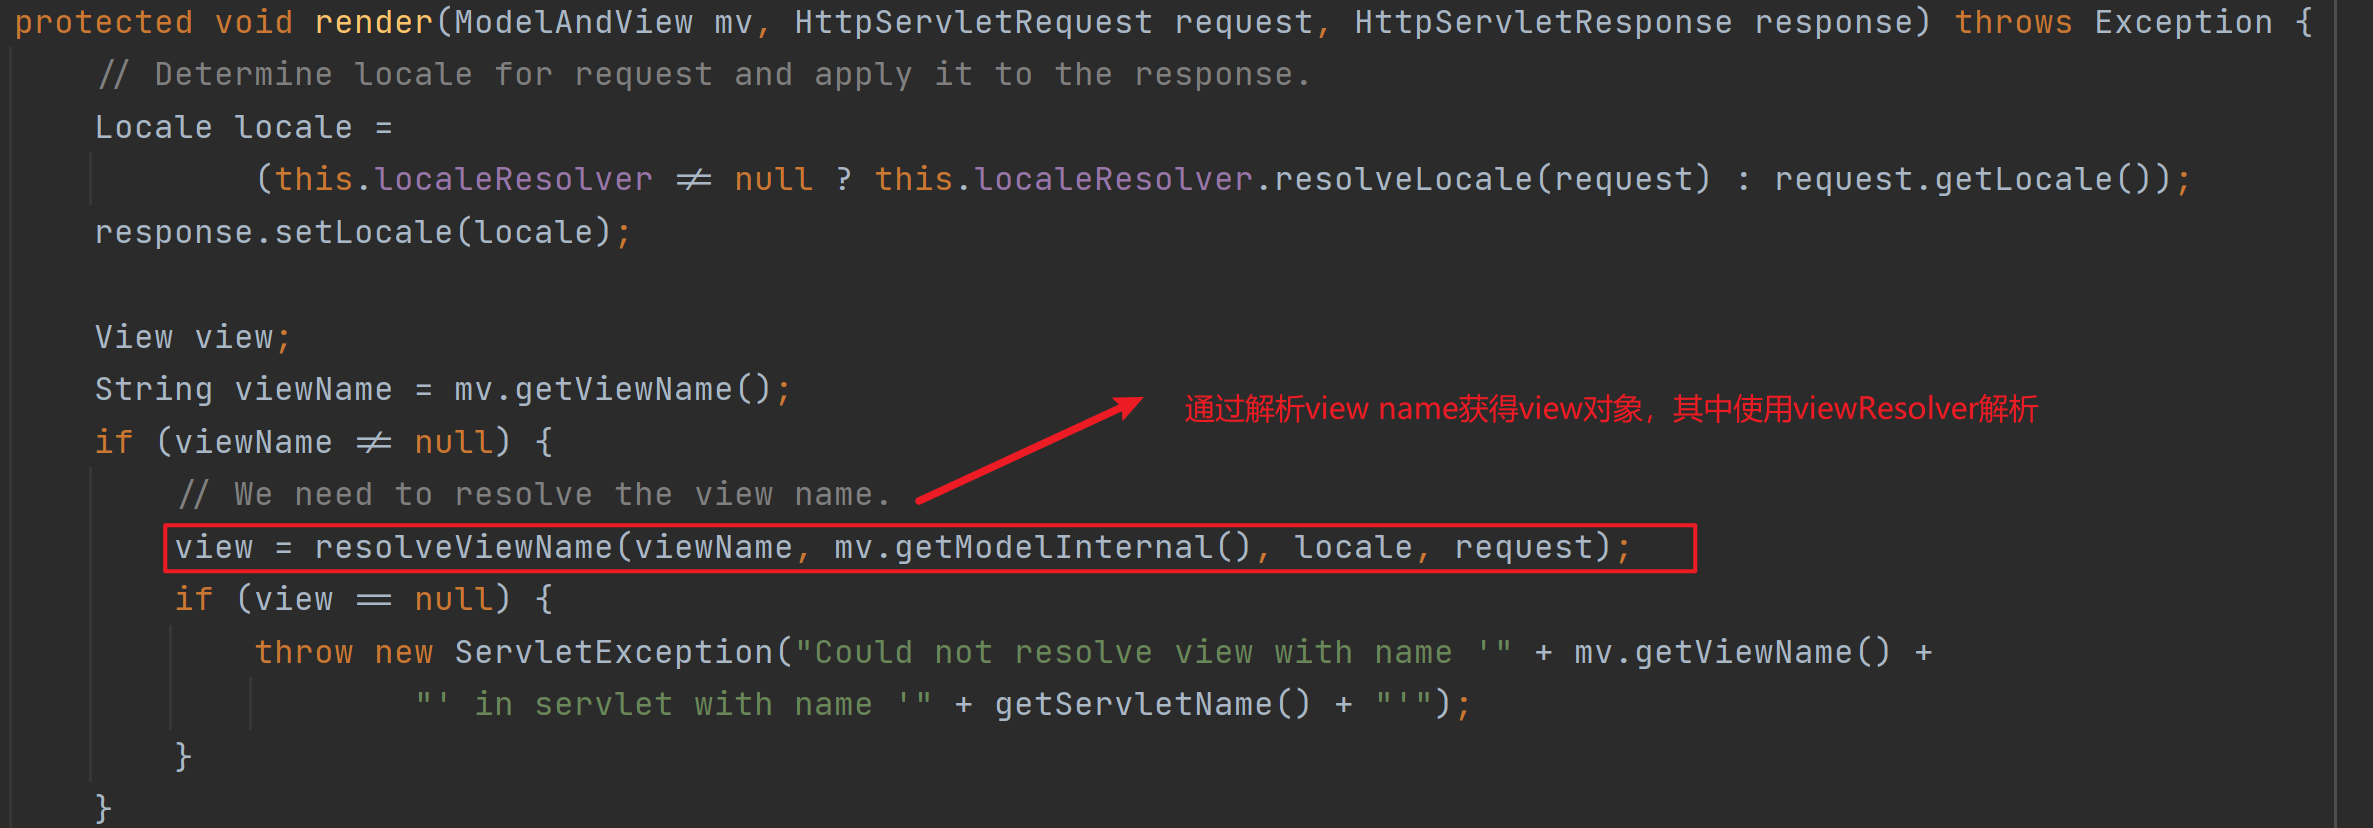 protected void render(ModelAndView mv, HttpServletRequest request, HttpServletResponse response) throws Exception {
// Determine locale for request and apply it to the response.
Locale locale =
(this.localeResolver != null ? this.localeResolver.resolveLocale(request) : request.getLocale());
response.setLocale(locale);
View view;
String viewName = mv.getViewName();
通过解析view name获得view对象，其中使用viewResolver解析
if (viewName != null) {
// We need to resolve the view name.
view = resolveViewName(viewName, mv.getModelInternal(), locale, request);
if (view == null) {
throw new ServletException("Could not resolve view with name '" + mv.getViewName() +
"' in servlet with name '" + getServletName() + "'");
}
}